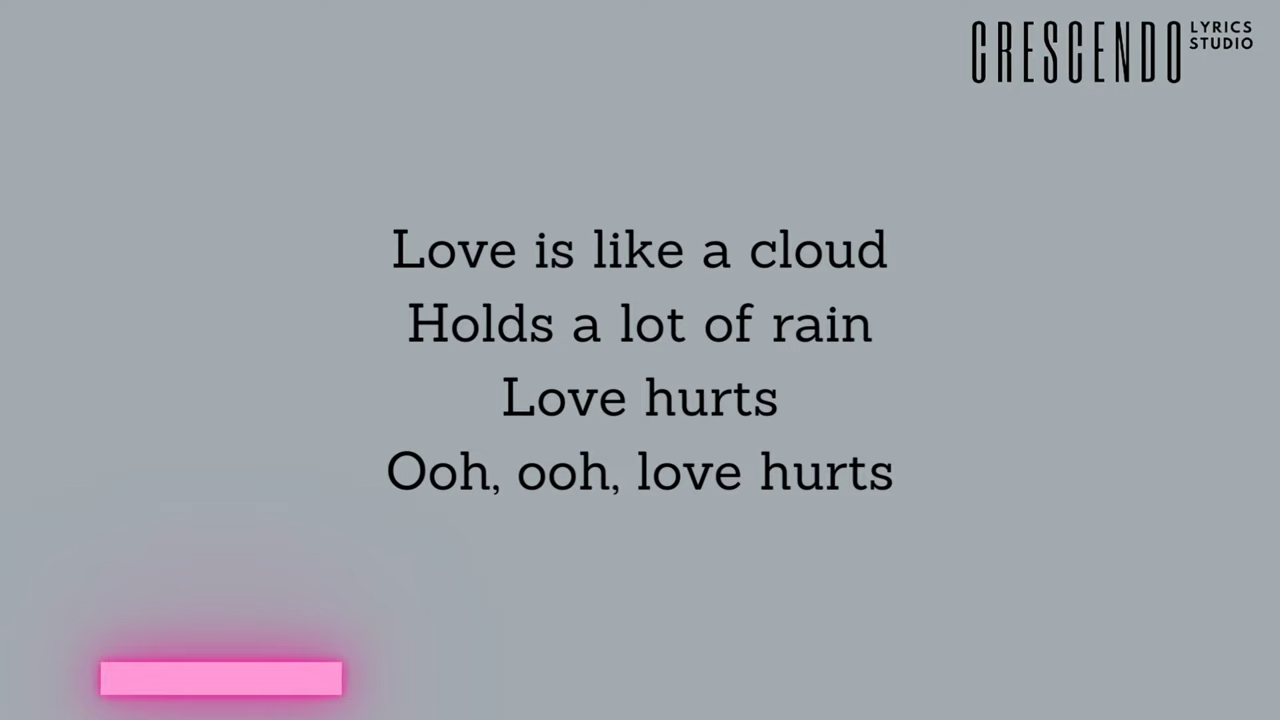 CRESCENDO LYRICS
STUDIO
Love is like a cloud
Holds a lot of rain
Love hurts
Ooh, ooh, love hurts